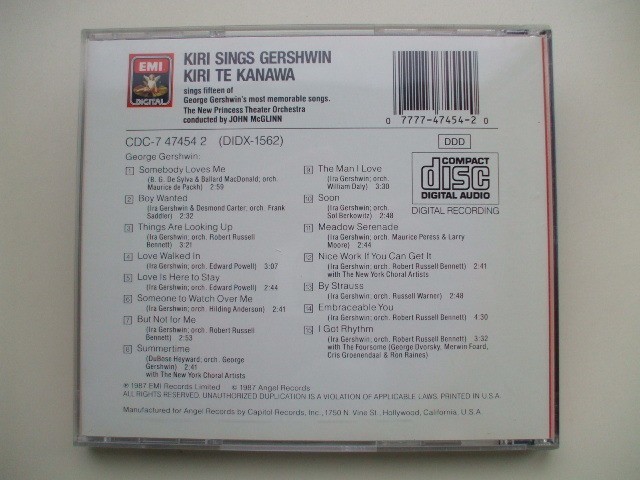 EMI
DIGITAL
KIRI SINGS GERSHWIN
KIRI TE KANAWA
sings fifteen of
George Gershwin's most memorable songs.
The New Princess Theater Orchestra
conducted by JOHN McGLINN
0 7777-47454-2 0
CDC-7 47454 2 (DIDX-1562)
DDD
COMPACT
disc
DIGITAL AUDIO
DIGITAL RECORDING
George Gershwin:
1 Somebody Loves Me
(B. G. De Sylva & Ballard MacDonald; orch.
Maurice de Packh) 2:59
2 Boy Wanted
(Ira Gershwin & Desmond Carter; orch. Frank
Saddler) 2:32
3 Things Are Looking Up
(Ira Gershwin; orch. Robert Russell
Bennett) 3:21
4 Love Walked In
(Ira Gershwin; orch. Edward Powell) 3:07
5 Love Is Here to Stay
(Ira Gershwin; orch. Edward Powell) 2:44
6 Someone to Watch Over Me
(Ira Gershwin; orch. Hilding Anderson) 2:41
7 But Not for Me
(Ira Gershwin; orch. Robert Russell
Bennett) 2:53
8 Summertime
(DuBose Heyward; orch. George
Gershwin) 2:41
with The New York Choral Artists
9 The Man I Love
(Ira Gershwin; orch.
William Daly) 3:30
10 Soon
(Ira Gershwin; orch.
Sol Berkowitz) 2:48
11 Meadow Serenade
(Ira Gershwin; orch. Maurice Peress & Larry
Moore) 2:44
12 Nice Work If You Can Get It
(Ira Gershwin; orch. Robert Russell Bennett) 2:41
with The New York Choral Artists
13 By Strauss
(Ira Gershwin; orch. Russell Warner) 2:48
14 Embraceable You
(Ira Gershwin; orch. Robert Russell Bennett) 4:30
15 I Got Rhythm
(Ira Gershwin; orch. Robert Russell Bennett) 3:32
with The Foursome (George Dvorsky, Merwin Foard,
Cris Groenendaal & Ron Raines)
℗ 1987 EMI Records Limited © 1987 Angel Records
ALL RIGHTS RESERVED. UNAUTHORIZED DUPLICATION IS A VIOLATION OF APPLICABLE LAWS. PRINTED IN U.S.A.
Manufactured for Angel Records by Capitol Records, Inc., 1750 N. Vine St., Hollywood, California, U.S.A.